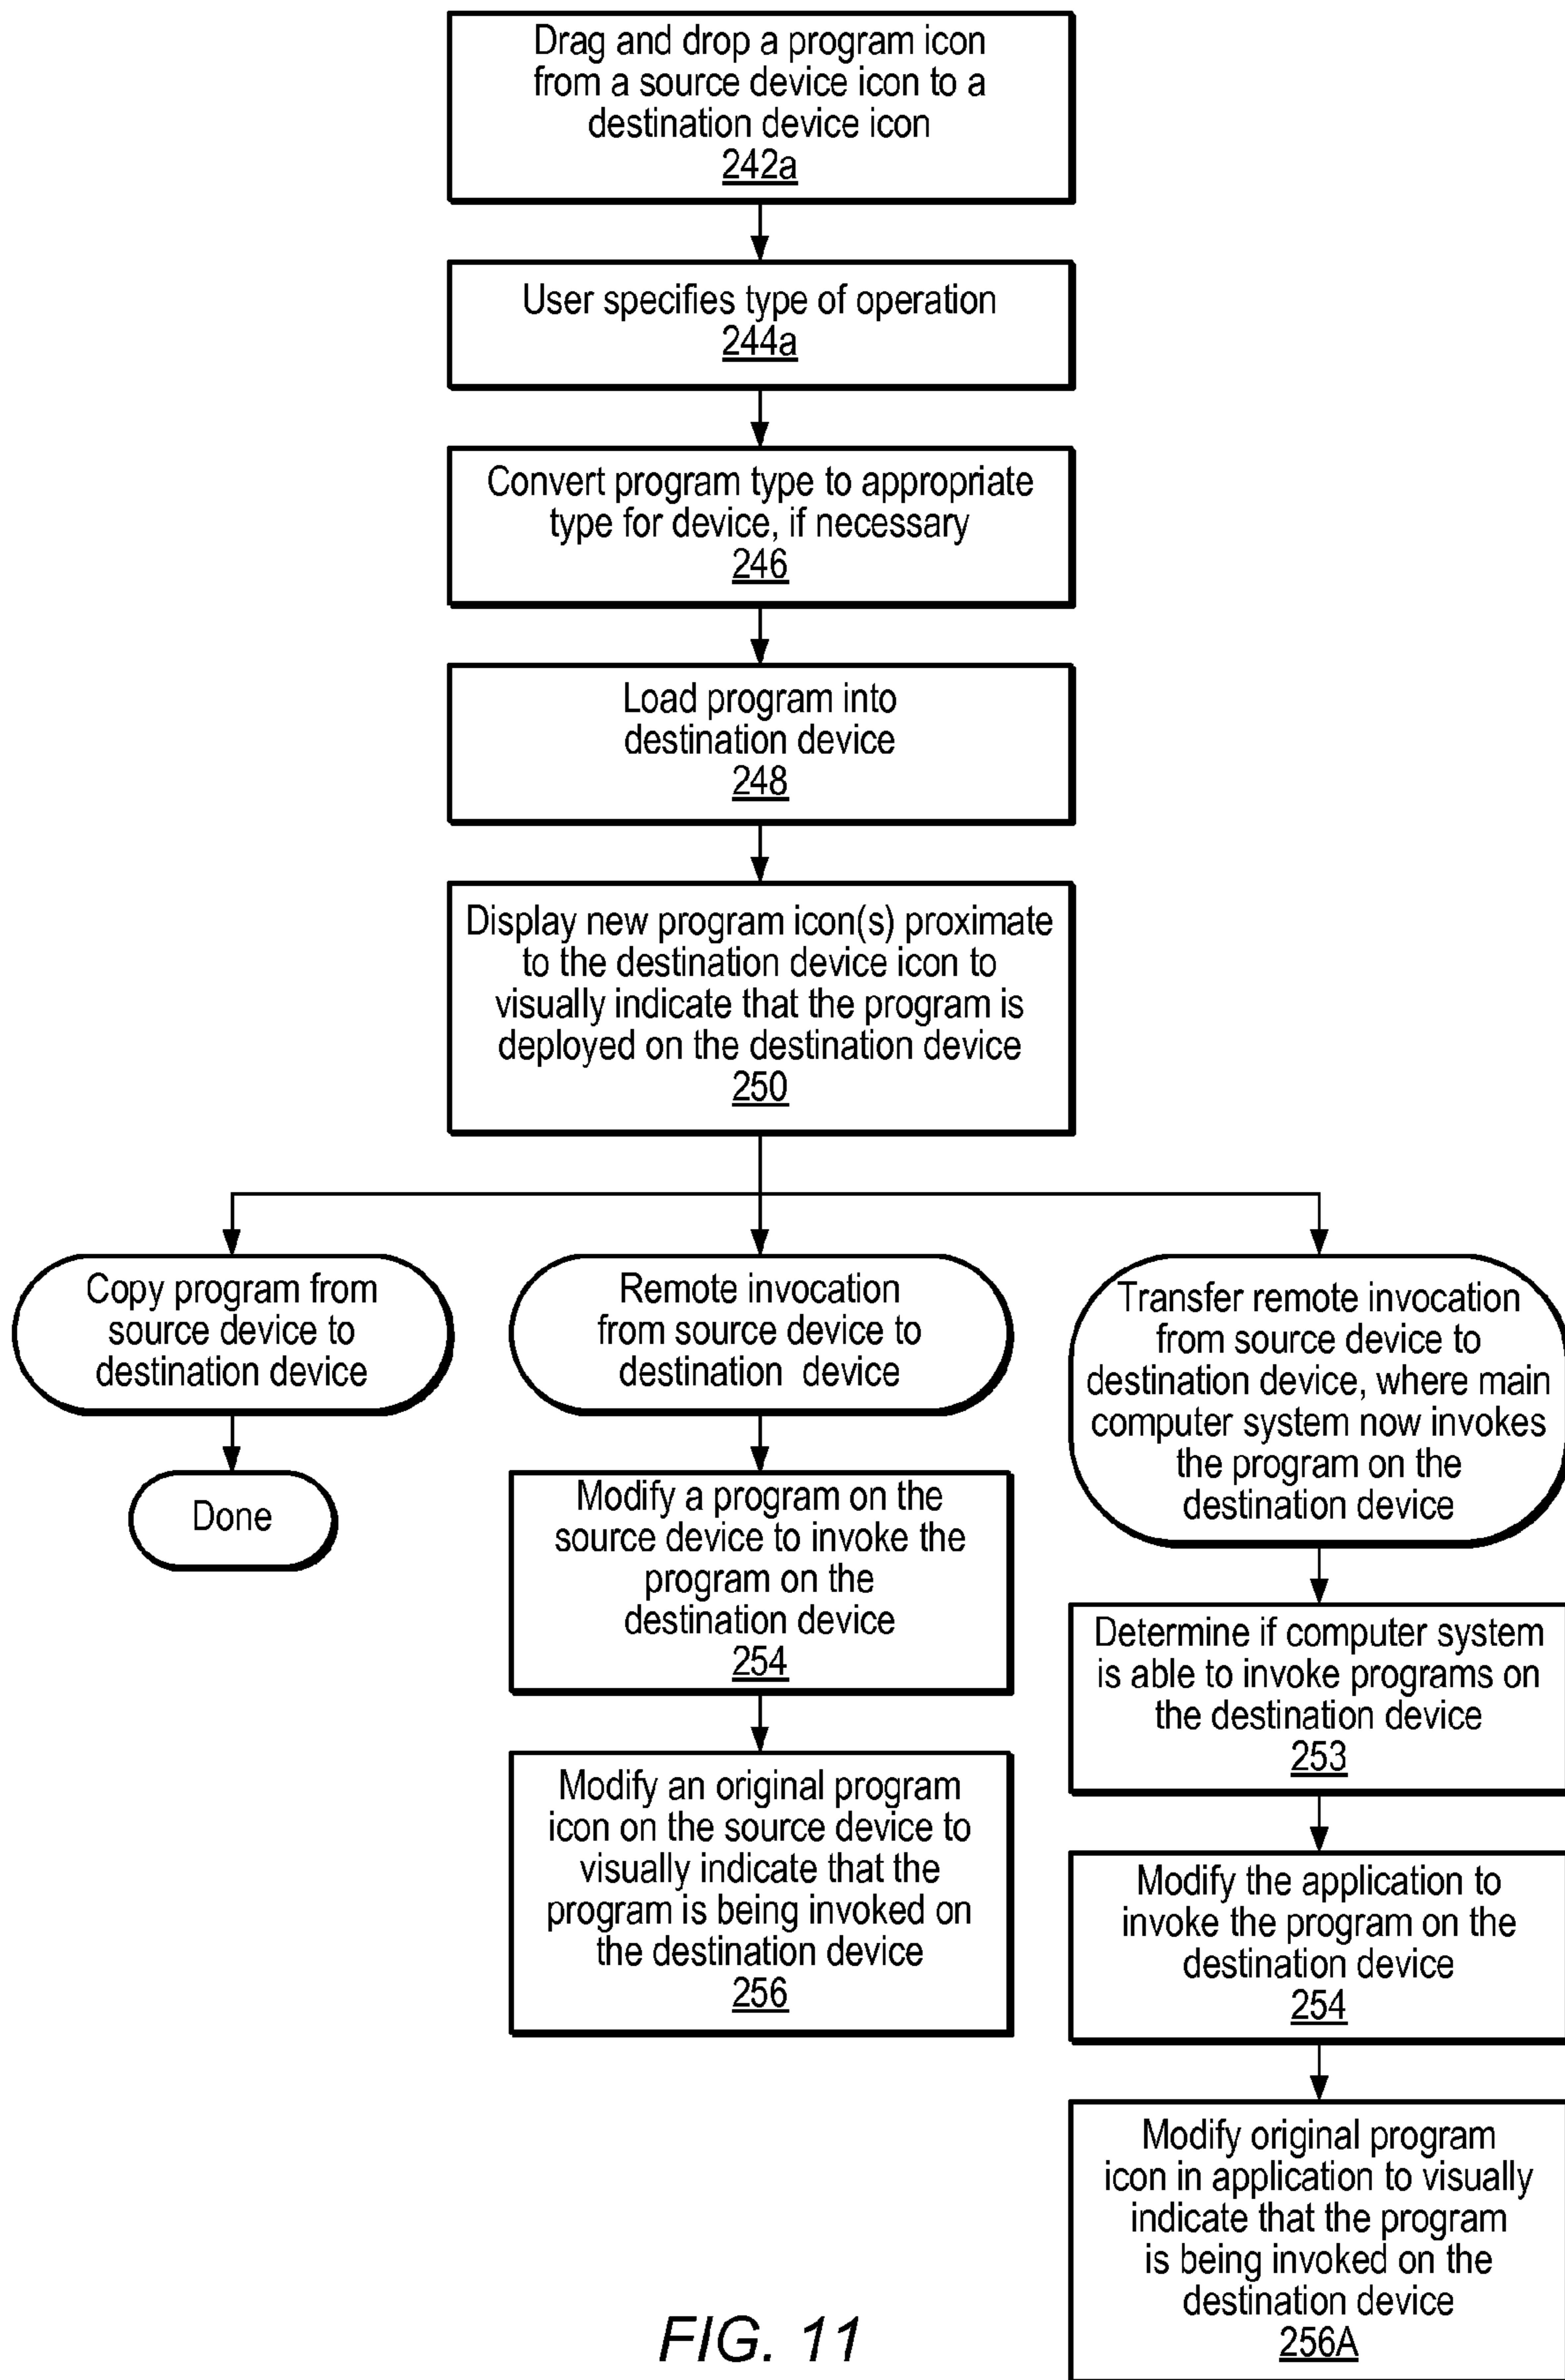 Drag and drop a program icon
from a source device icon to a
destination device icon
242a
User specifies type of operation
244a
Convert program type to appropriate
type for device, if necessary
246
Load program into
destination device
248
Display new program icon(s) proximate
to the destination device icon to
visually indicate that the program is
deployed on the destination device
250
Copy program from
source device to
destination device
Done
Remote invocation
from source device to
destination device
Modify a program on the
source device to invoke the
program on the
destination device
254
Modify an original program
icon on the source device to
visually indicate that the
program is being invoked on
the destination device
256
Transfer remote invocation
from source device to
destination device, where main
computer system now invokes
the program on the
destination device
Determine if computer system
is able to invoke programs on
the destination device
253
Modify the application to
invoke the program on the
destination device
254
Modify original program
icon in application to visually
indicate that the program
is being invoked on the
destination device
256A
FIG. 11